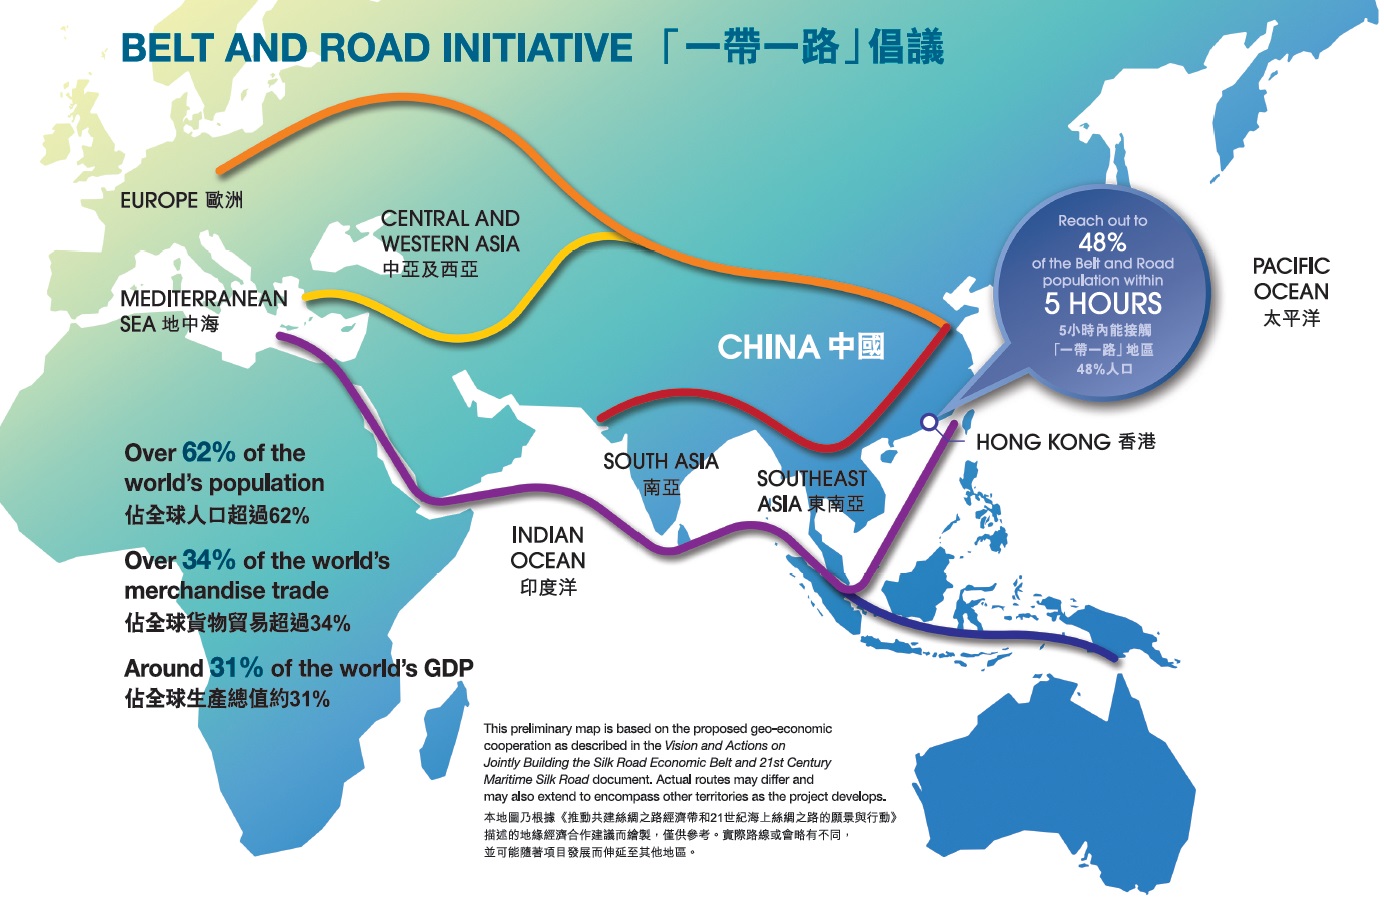 BELT AND ROAD INITIATIVE 「一帶一路」倡議
EUROPE 歐洲
CENTRAL AND
WESTERN ASIA
中亞及西亞
MEDITERRANEAN
SEA 地中海
CHINA 中國
Reach out to
48%
of the Belt and Road
population within
5 HOURS
5小時內能接觸
「一帶一路」地區
48%人口
PACIFIC
OCEAN
太平洋
HONG KONG 香港
SOUTH ASIA
南亞
SOUTHEAST
ASIA 東南亞
INDIAN
OCEAN
印度洋
Over 62% of the
world's population
佔全球人口超過62%
Over 34% of the world's
merchandise trade
佔全球貨物貿易超過34%
Around 31% of the world's GDP
佔全球生產總值約31%
This preliminary map is based on the proposed geo-economic
cooperation as described in the Vision and Actions on
Jointly Building the Silk Road Economic Belt and 21st Century
Maritime Silk Road document. Actual routes may differ and
may also extend to encompass other territories as the project develops.
本地圖乃根據《推動共建絲綢之路經濟帶和21世紀海上絲綢之路的願景與行動》
描述的地緣經濟合作建議而繪製，僅供參考。實際路線或會略有不同，
並可能隨著項目發展而伸延至其他地區。